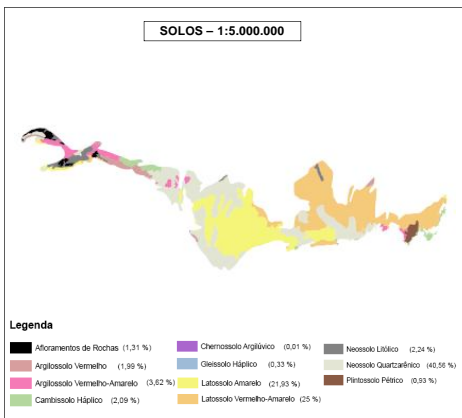 SOLOS – 1:5.000.000
Legenda
Afloramentos de Rochas (1,31 %)
Argilossolo Vermelho (1,99 %)
Argilossolo Vermelho-Amarelo (3,62 %)
Cambissolo Háplico (2,09 %)
Chernossolo Argilúvico (0,01 %)
Gleissolo Háplico (0,33 %)
Latossolo Amarelo (21,93 %)
Latossolo Vermelho-Amarelo (25 %)
Neossolo Litólico (2,24 %)
Neossolo Quartzarênico (40,56 %)
Plintossolo Pétrico (0,93 %)